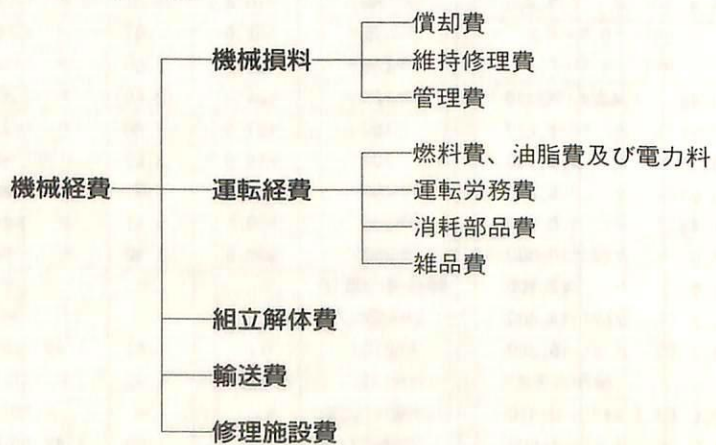 機械経費
機械損料
償却費
維持修理費
管理費
運転経費
燃料費、油脂費及び電力料
運転労務費
消耗部品費
雑品費
組立解体費
輸送費
修理施設費